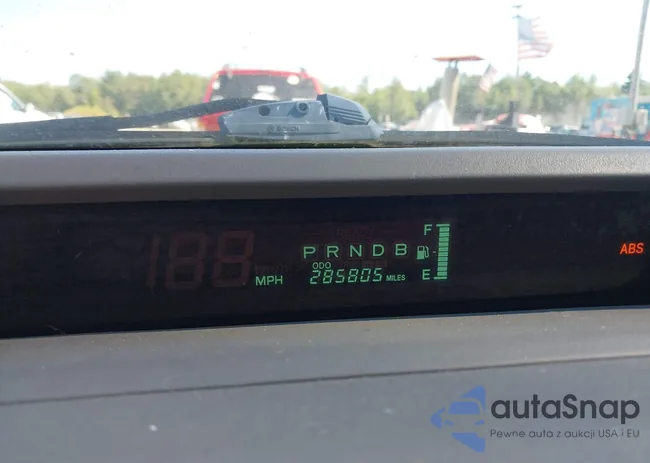 188
MPH
P R N D B
ODO
285805 MILES
F
E
ABS
autaSnap
Pewne auta z aukcji USA i EU